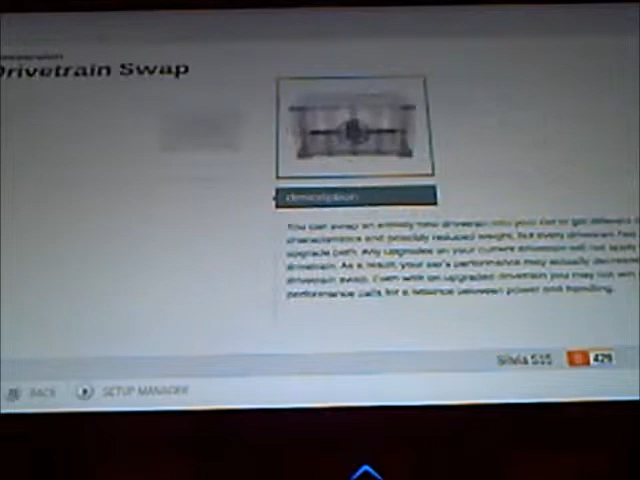 Drivetrain Swap
description
You can swap an entirely new drivetrain into your car to get different
characteristics and possibly reduced weight, but every drivetrain has
upgrade path. Any upgrades on your current drivetrain will not apply
drivetrain. As a result, your car's performance may actually decrease
drivetrain swap. Even with an upgraded drivetrain you may not win
performance calls for a balance between power and handling.
Silvia S15 429
BACK SETUP MANAGER